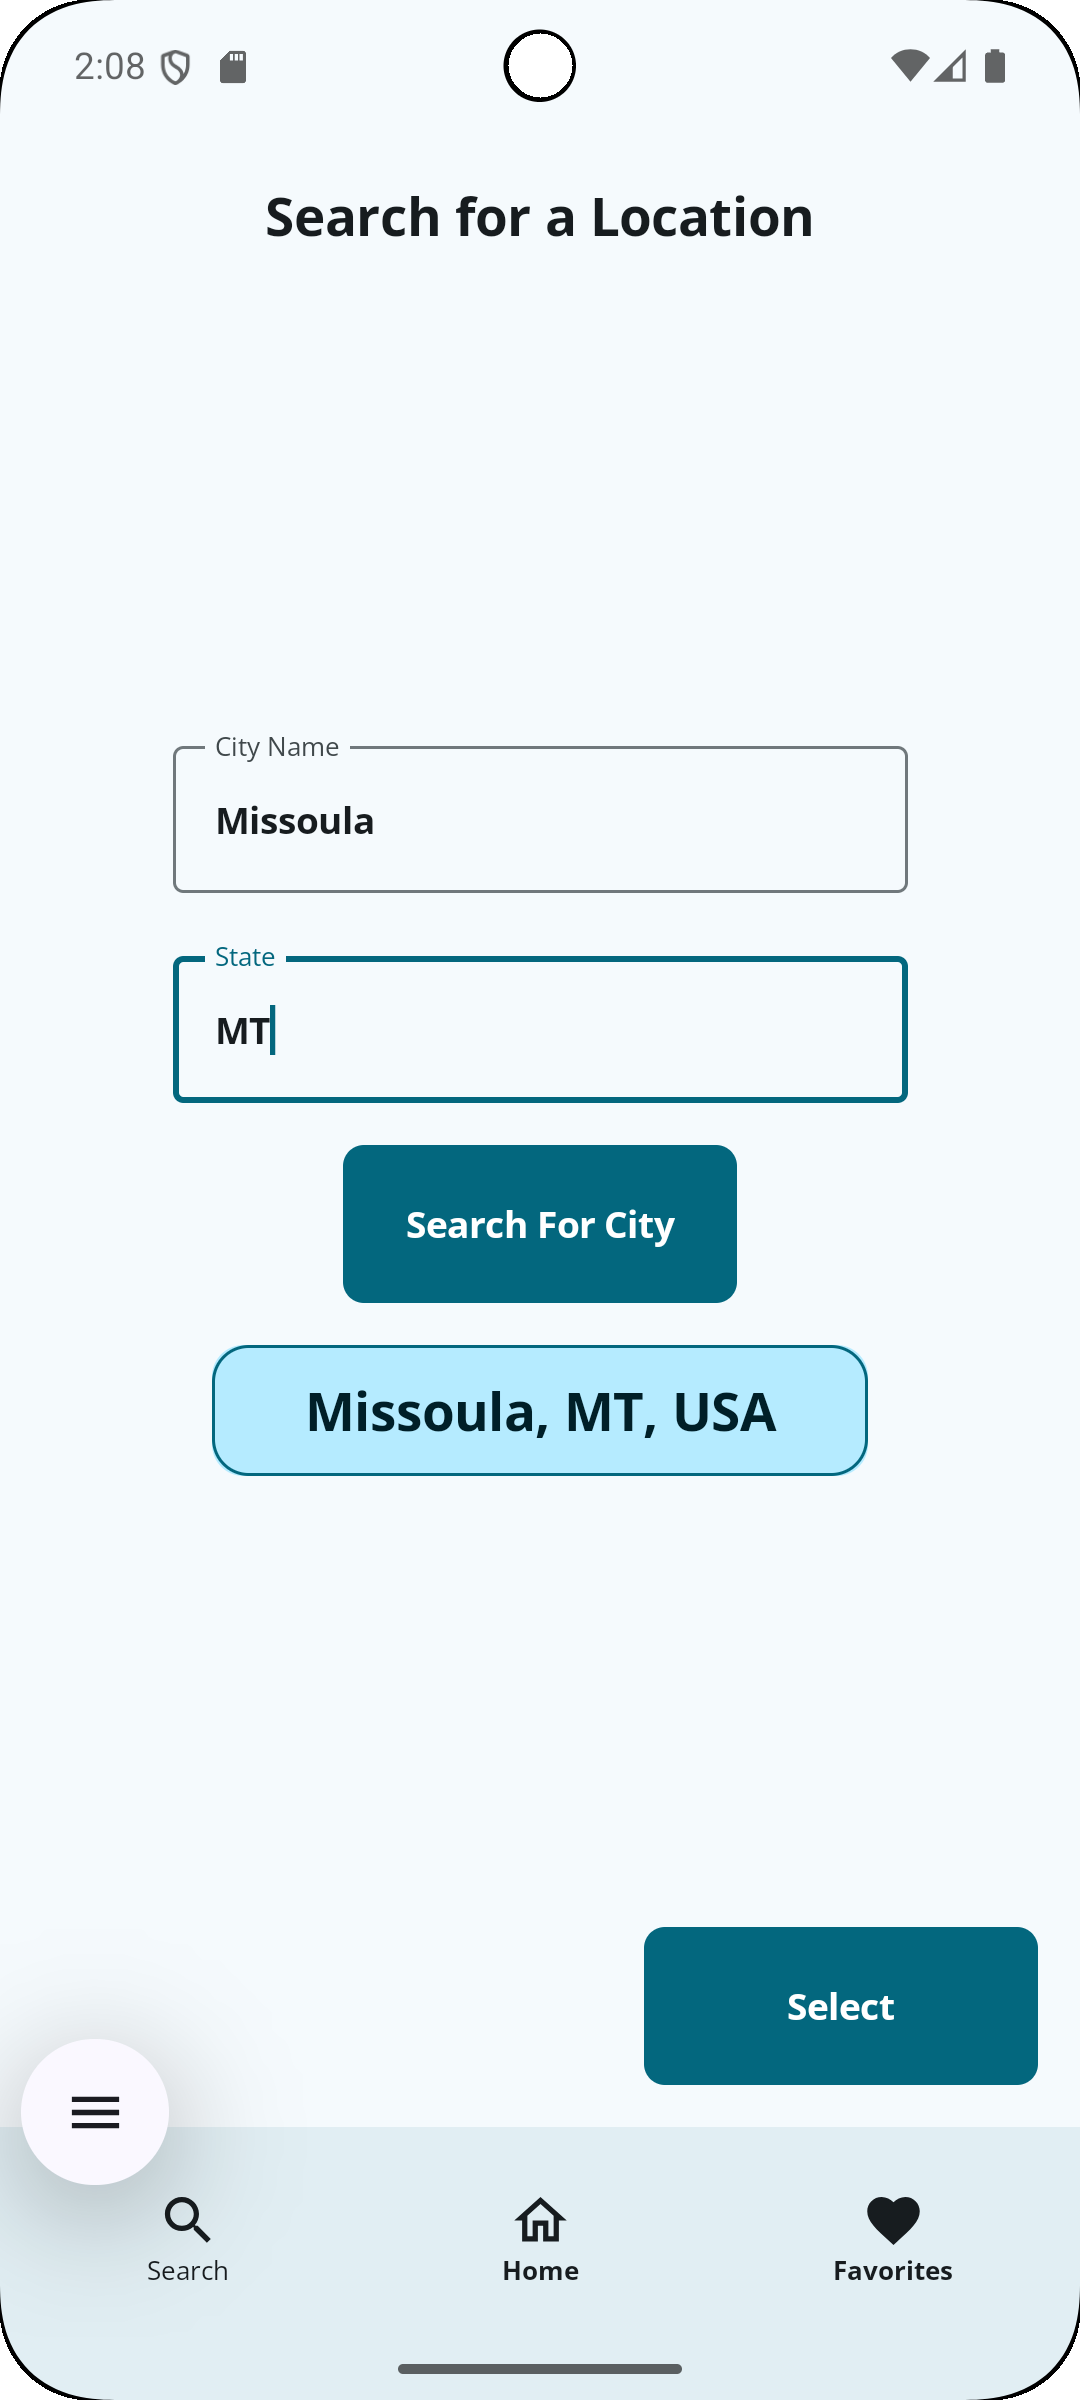 2:08
Search for a Location
City Name
Missoula
State
MT
Search For City
Missoula, MT, USA
Select
Search
Home
Favorites